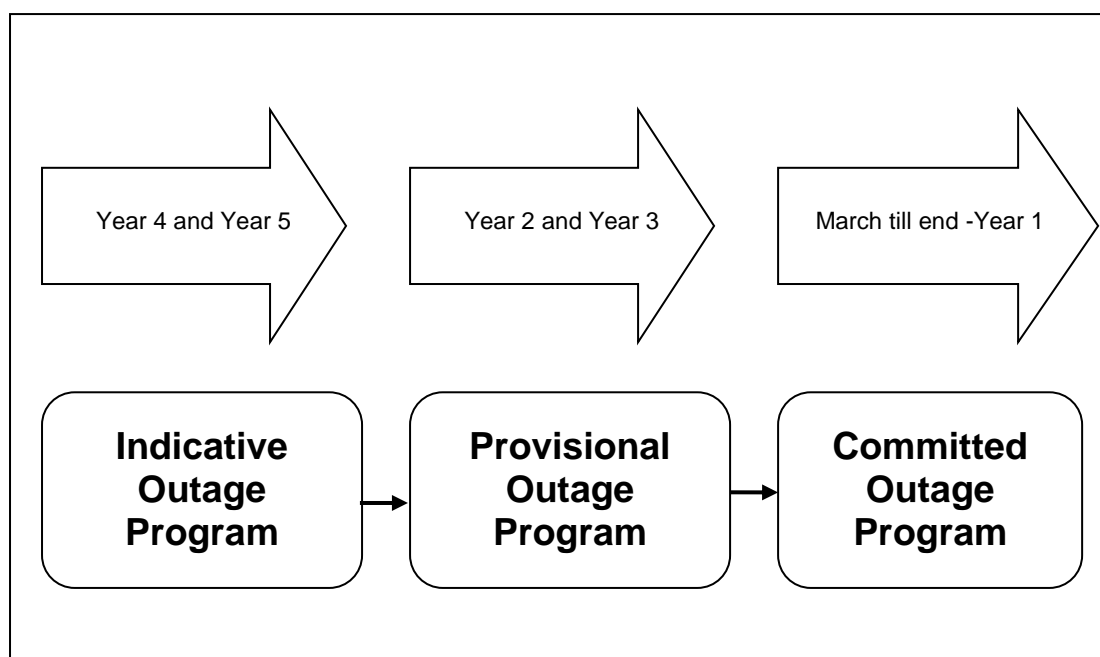 Year 4 and Year 5
Year 2 and Year 3
March till end -Year 1
Indicative
Outage
Program
Provisional
Outage
Program
Committed
Outage
Program